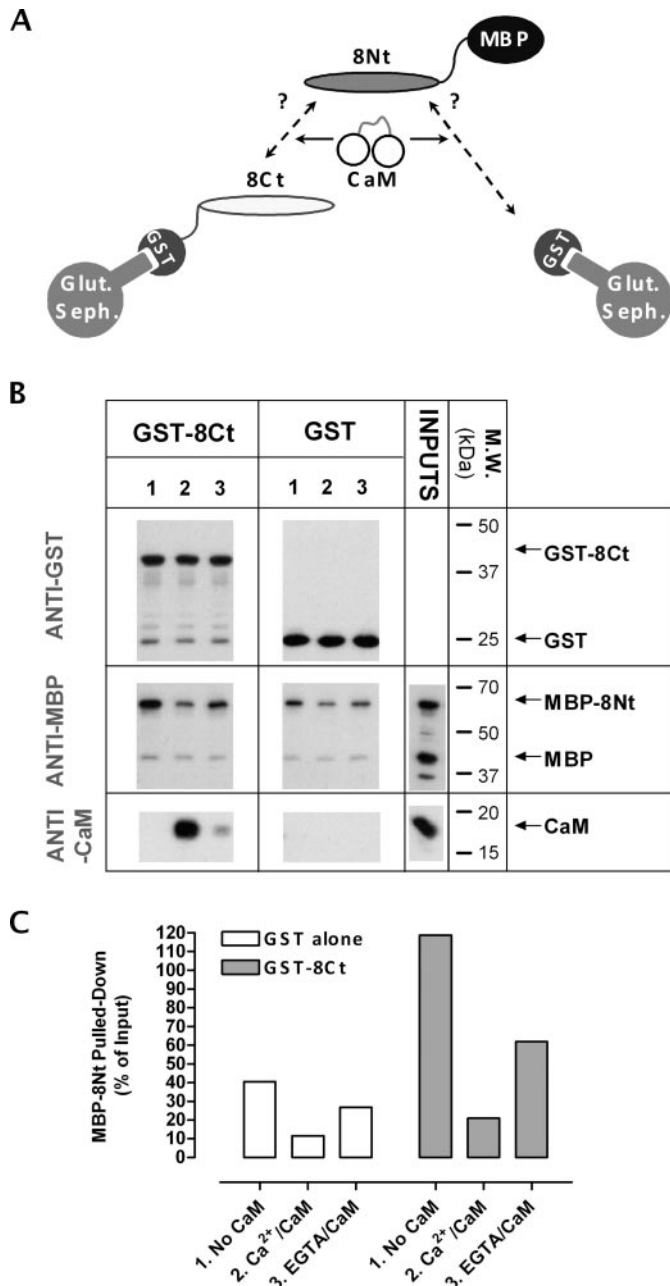 A
MBP
8Nt
? ?
CaM
8Ct
GST GST
Glut. Seph. Glut. Seph.
B
GST-8Ct GST INPUTS M.W. (kDa)
1 2 3 1 2 3
ANTI-GST
50
GST-8Ct
37
25 GST
ANTI-MBP
70
MBP-8Nt
50
MBP
37
ANTI-CaM
20
CaM
15
C
MBP-8Nt Pulled-Down
(% of Input)
120
110
100
90
80
70
60
50
40
30
20
10
0
GST alone
GST-8Ct
1. No CaM
2. Ca²⁺/CaM
3. EGTA/CaM
1. No CaM
2. Ca²⁺/CaM
3. EGTA/CaM